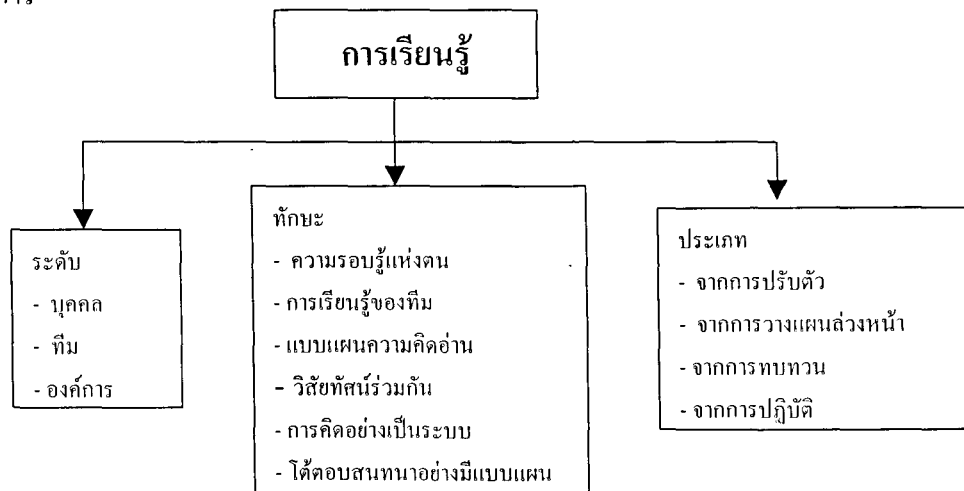 การเรียนรู้
ระดับ
- บุคคล
- ทีม
- องค์การ
ทักษะ
- ความรอบรู้แห่งตน
- การเรียนรู้ของทีม
- แบบแผนความคิดอ่าน
- วิสัยทัศน์ร่วมกัน
- การคิดอย่างเป็นระบบ
- โต้ตอบสนทนาอย่างมีแบบแผน
ประเภท
- จากการปรับตัว
- จากการวางแผนล่วงหน้า
- จากการทบทวน
- จากการปฏิบัติ